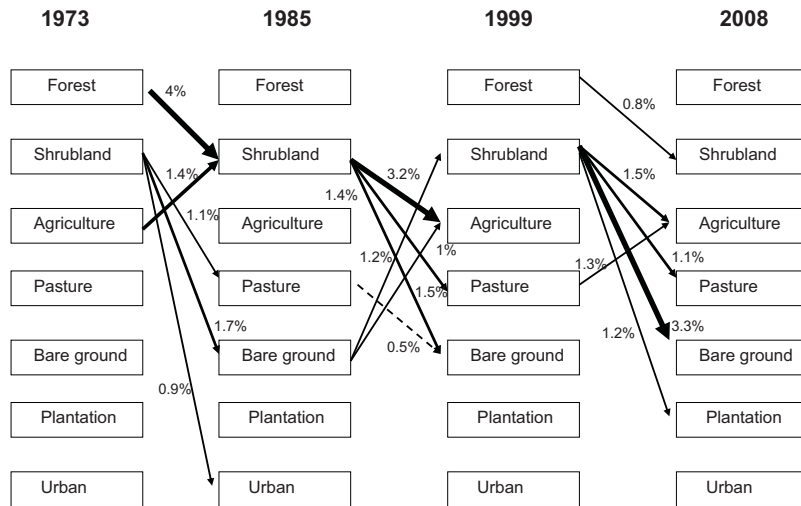 1973 1985 1999 2008
Forest Forest Forest Forest
4%
0.8%
Shrubland Shrubland Shrubland Shrubland
1.4% 3.2% 1.5%
1.4%
1.1%
Agriculture Agriculture Agriculture Agriculture
1% 1.2% 1.1%
1.3%
Pasture Pasture Pasture Pasture
1.5%
1.7% 3.3%
1.2%
0.5%
Bare ground Bare ground Bare ground Bare ground
0.9%
Plantation Plantation Plantation Plantation
Urban Urban Urban Urban